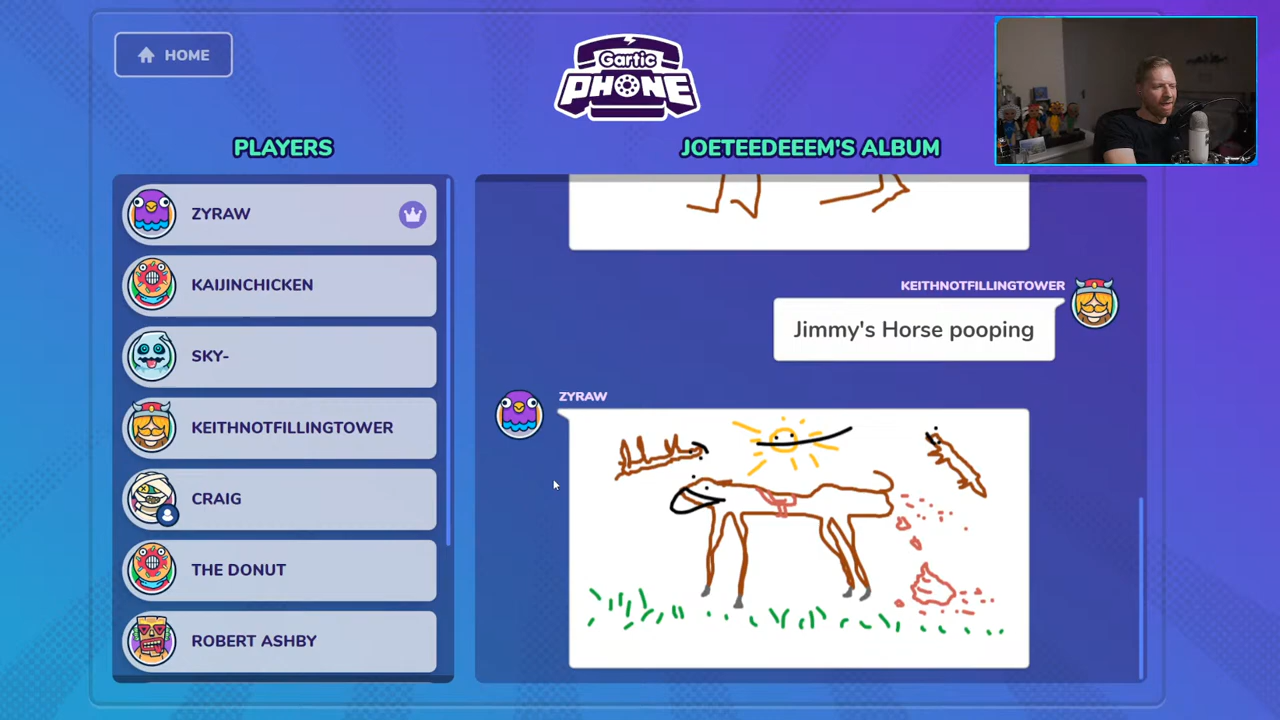 HOME
Gartic
PHONE
PLAYERS
JOETEEDEEEM'S ALBUM
ZYRAW
KAIJINCHICKEN
SKY-
KEITHNOTFILLINGTOWER
CRAIG
THE DONUT
ROBERT ASHBY
KEITHNOTFILLINGTOWER
Jimmy's Horse pooping
ZYRAW